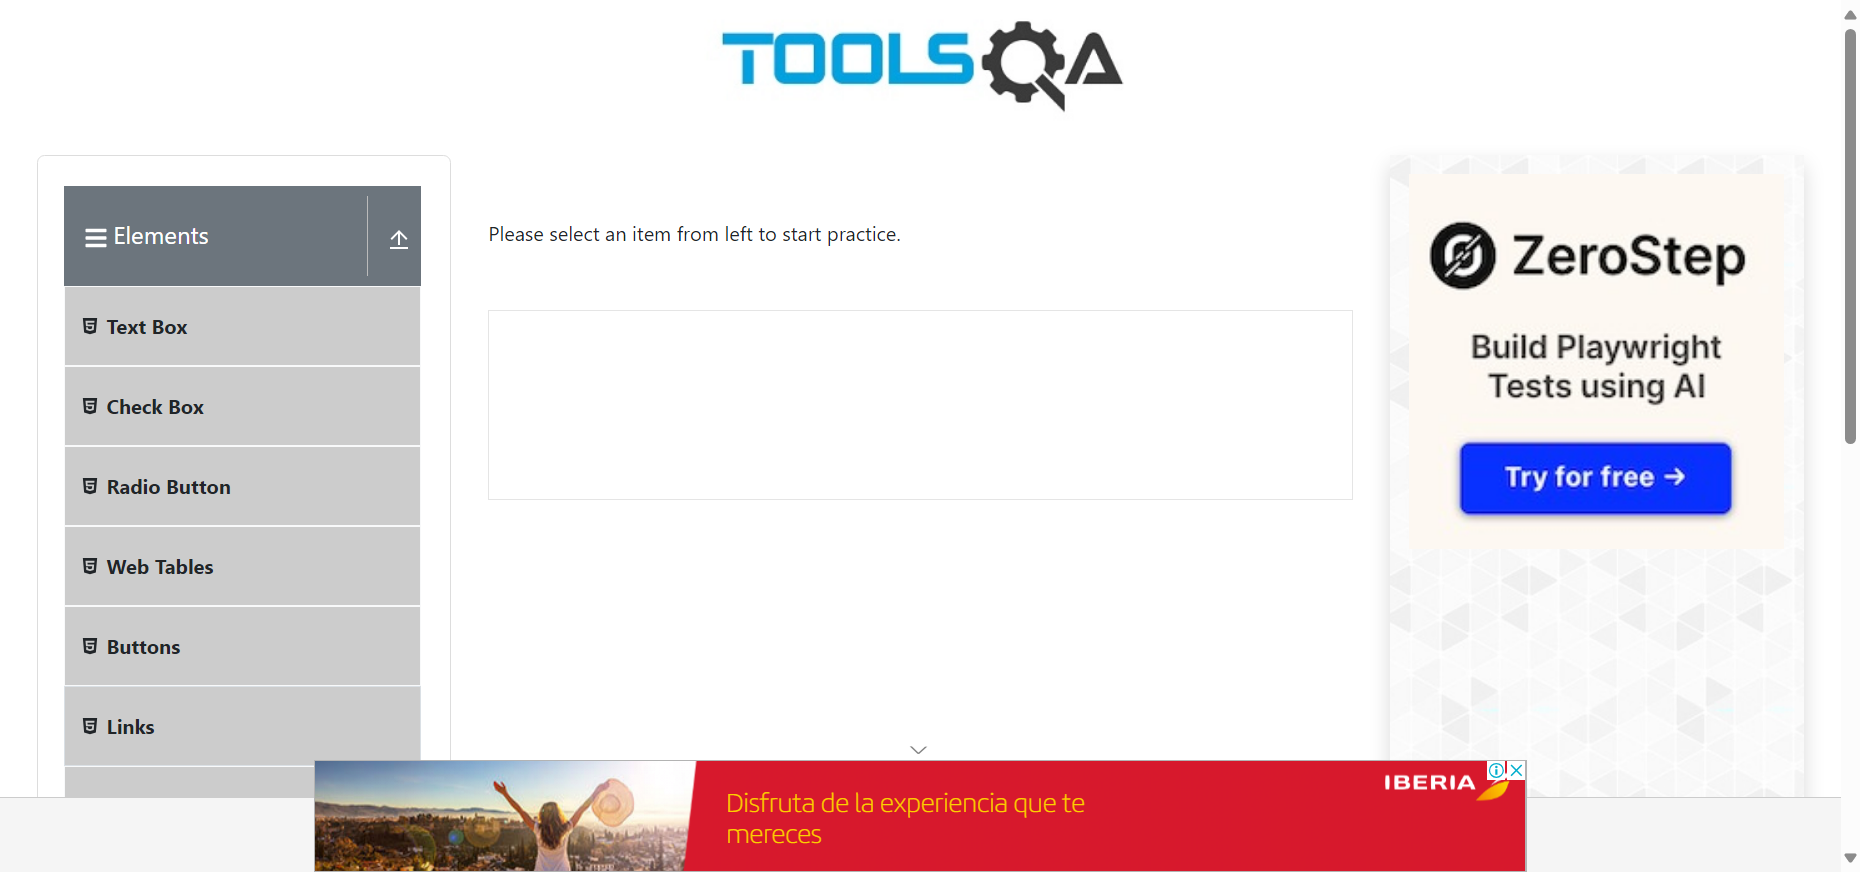 TOOLSQA
Elements
Please select an item from left to start practice.
Text Box
Check Box
Radio Button
Web Tables
Buttons
Links
ZeroStep
Build Playwright
Tests using AI
Try for free →
Disfruta de la experiencia que te
mereces
IBERIA